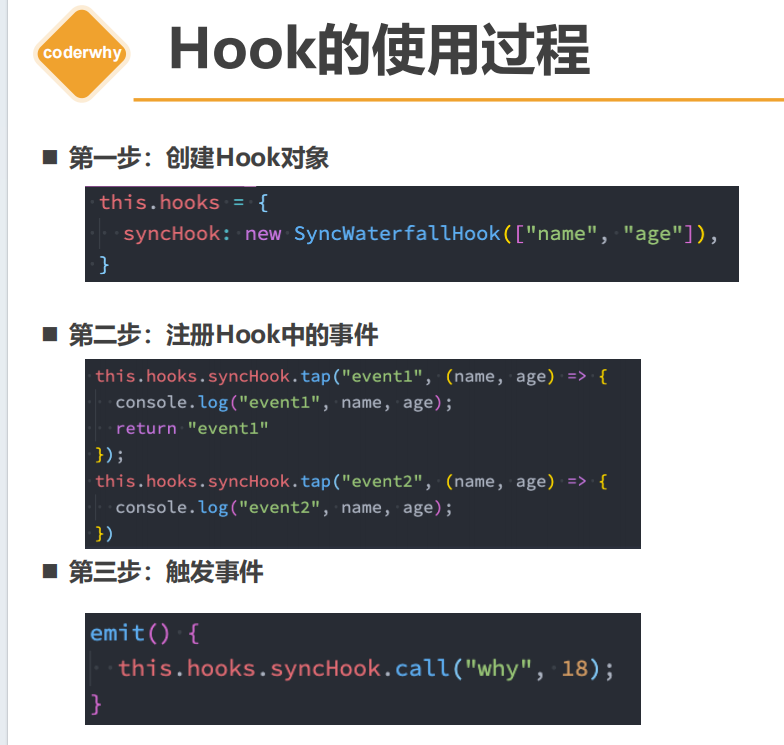 coderwhy
Hook的使用过程
■ 第一步：创建Hook对象
this.hooks = {
  syncHook: new SyncWaterfallHook(["name", "age"]),
}
■ 第二步：注册Hook中的事件
this.hooks.syncHook.tap("event1", (name, age) => {
  console.log("event1", name, age);
  return "event1"
});
this.hooks.syncHook.tap("event2", (name, age) => {
  console.log("event2", name, age);
})
■ 第三步：触发事件
emit() {
  this.hooks.syncHook.call("why", 18);
}